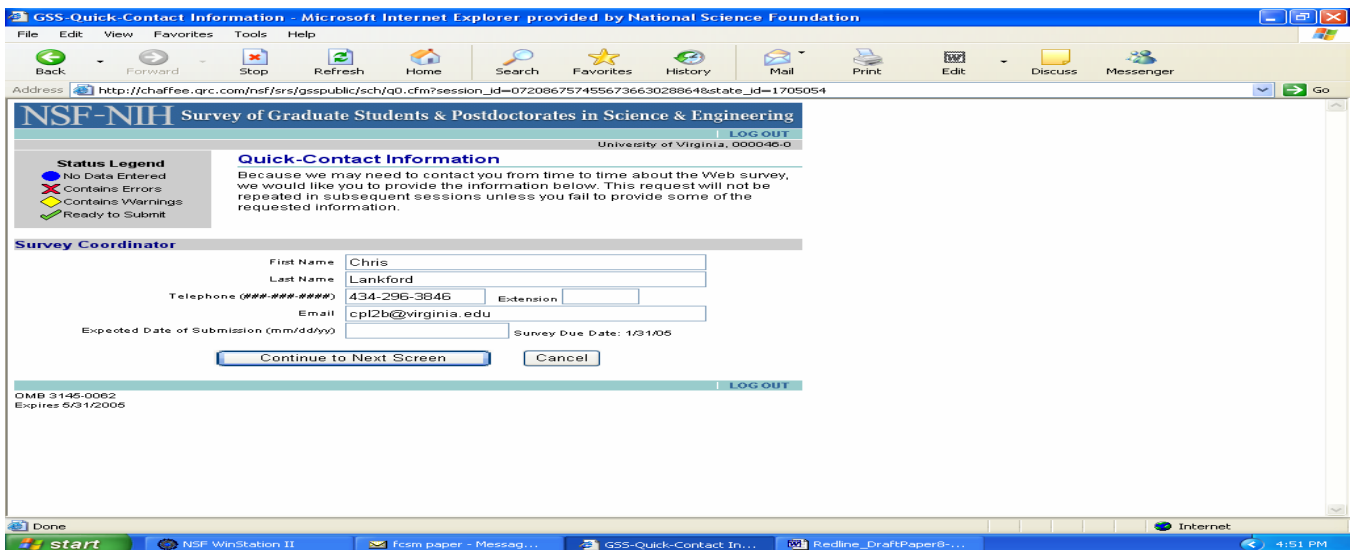 GSS-Quick-Contact Information - Microsoft Internet Explorer provided by National Science Foundation
File Edit View Favorites Tools Help
Back Forward Stop Refresh Home Search Favorites History Mail Print Edit Discuss Messenger
Address http://chaffee.qrc.com/nsf/srs/gsspublic/sch/q0.cfm?session_id=07208675745567366302886​48&state_id=1705054 Go
NSF-NIH Survey of Graduate Students & Postdoctorates in Science & Engineering
| LOG OUT
University of Virginia, 000046-0
Status Legend
No Data Entered
Contains Errors
Contains Warnings
Ready to Submit
Quick-Contact Information
Because we may need to contact you from time to time about the Web survey,
we would like you to provide the information below. This request will not be
repeated in subsequent sessions unless you fail to provide some of the
requested information.
Survey Coordinator
First Name Chris
Last Name Lankford
Telephone (###-###-####) 434-296-3846 Extension
Email cpl2b@virginia.edu
Expected Date of Submission (mm/dd/yy) Survey Due Date: 1/31/05
Continue to Next Screen Cancel
| LOG OUT
OMB 3145-0062
Expires 5/31/2005
Done Internet
start NSF WinStation II fcsm paper - Messag... GSS-Quick-Contact In... Redline_DraftPaper8-... 4:51 PM